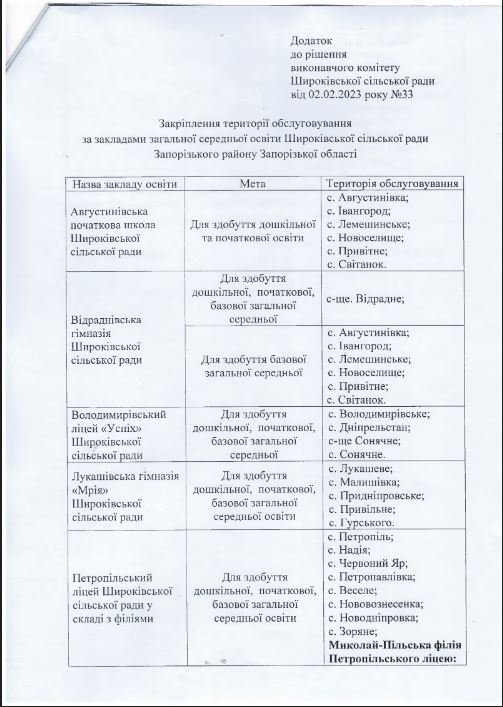 Додаток
до рішення
виконавчого комітету
Широківської сільської ради
від 02.02.2023 року №33
Закріплення території обслуговування
за закладами загальної середньої освіти Широківської сільської ради
Запорізького району Запорізької області
Назва закладу освіти
Мета
Територія обслуговування
Августинівська
початкова школа
Широківської
сільської ради
Для здобуття дошкільної
та початкової освіти
с. Августинівка;
с. Івангород;
с. Лемешинське;
с. Новоселище;
с. Привітне;
с. Світанок.
Відраднівська
гімназія
Широківської
сільської ради
Для здобуття
дошкільної, початкової,
базової загальної
середньої
с-ще. Відрадне;
Для здобуття базової
загальної середньої
с. Августинівка;
с. Івангород;
с. Лемешинське;
с. Новоселище;
с. Привітне;
с. Світанок.
Володимирівський
ліцей «Успіх»
Широківської
сільської ради
Для здобуття
дошкільної, початкової,
базової загальної
середньої
с. Володимирівське;
с. Дніпрельстан;
с-ще Сонячне;
с. Сонячне.
Лукашівська гімназія
«Мрія»
Широківської
сільської ради
Для здобуття
дошкільної, початкової,
базової загальної
середньої освіти
с. Лукашеве;
с. Малишівка;
с. Придніпровське;
с. Привільне;
с. Гурського.
Петропільський
ліцей Широківської
сільської ради у
складі з філіями
Для здобуття
дошкільної, початкової,
базової загальної
середньої освіти
с. Петропіль;
с. Надія;
с. Червоний Яр;
с. Петропавлівка;
с. Веселе;
с. Нововознесенка;
с. Новодніпровка;
с. Зоряне;
Миколай-Пільська філія
Петропільського ліцею: